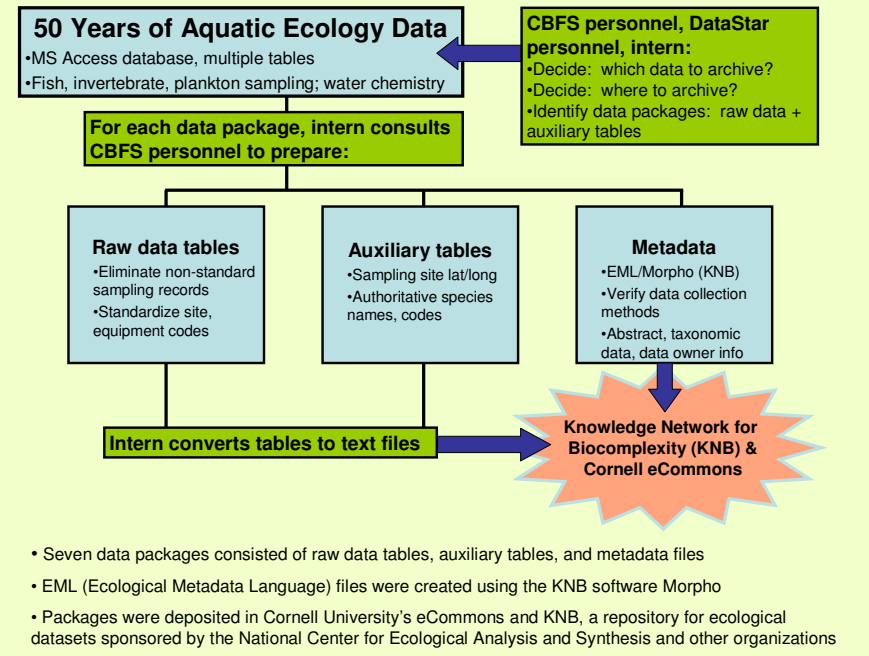 50 Years of Aquatic Ecology Data
•MS Access database, multiple tables
•Fish, invertebrate, plankton sampling; water chemistry
CBFS personnel, DataStar
personnel, intern:
•Decide:  which data to archive?
•Decide:  where to archive?
•Identify data packages:  raw data +
auxiliary tables
For each data package, intern consults
CBFS personnel to prepare:
Raw data tables
•Eliminate non-standard
sampling records
•Standardize site,
equipment codes
Auxiliary tables
•Sampling site lat/long
•Authoritative species
names, codes
Metadata
•EML/Morpho (KNB)
•Verify data collection
methods
•Abstract, taxonomic
data, data owner info
Intern converts tables to text files
Knowledge Network for
Biocomplexity (KNB) &
Cornell eCommons
• Seven data packages consisted of raw data tables, auxiliary tables, and metadata files
• EML (Ecological Metadata Language) files were created using the KNB software Morpho
• Packages were deposited in Cornell University's eCommons and KNB, a repository for ecological
datasets sponsored by the National Center for Ecological Analysis and Synthesis and other organizations